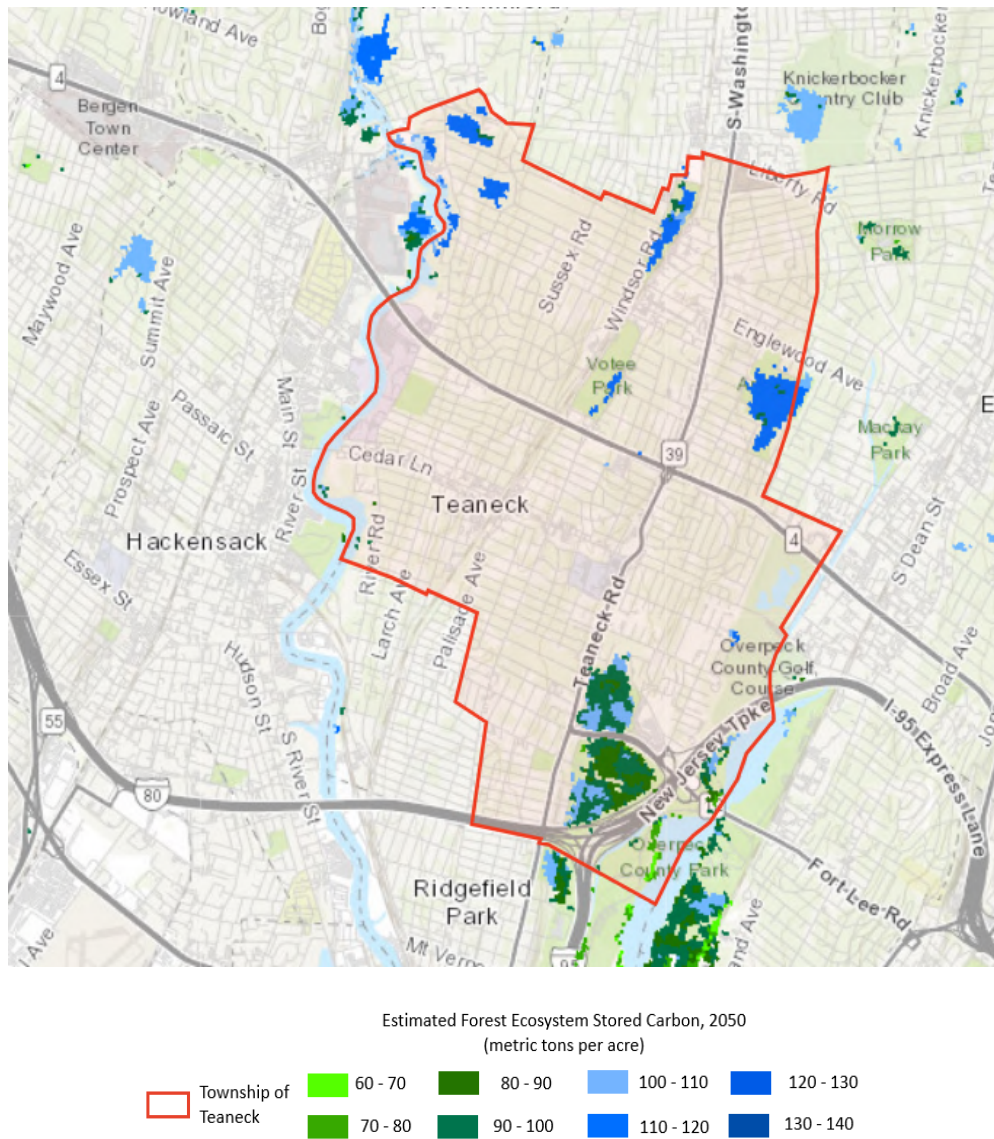 Howland Ave
4
Bergen
Town
Center
S Washington
Knickerbocker
Country Club
Knickerbocker
Liberty Rd
Morrow
Park
Maywood Ave
Summit Ave
Sussex Rd
Windsor Rd
Englewood Ave
Votee
Park
Mackay
Park
Main St
Passaic St
Prospect Ave
River St
Cedar Ln
39
Teaneck
E
Hackensack
4
S Dean St
Essex St
River Rd
Larch Ave
Palisade Ave
Teaneck Rd
Overpeck
County Golf
Course
Broad Ave
Hudson St
S River St
55
80
New Jersey Tpke
I-95 Express Lane
Overpeck
County Park
Fort Lee Rd
Ridgefield
Park
95
Estimated Forest Ecosystem Stored Carbon, 2050
(metric tons per acre)
Township of
Teaneck
60 - 70 80 - 90 100 - 110 120 - 130
70 - 80 90 - 100 110 - 120 130 - 140